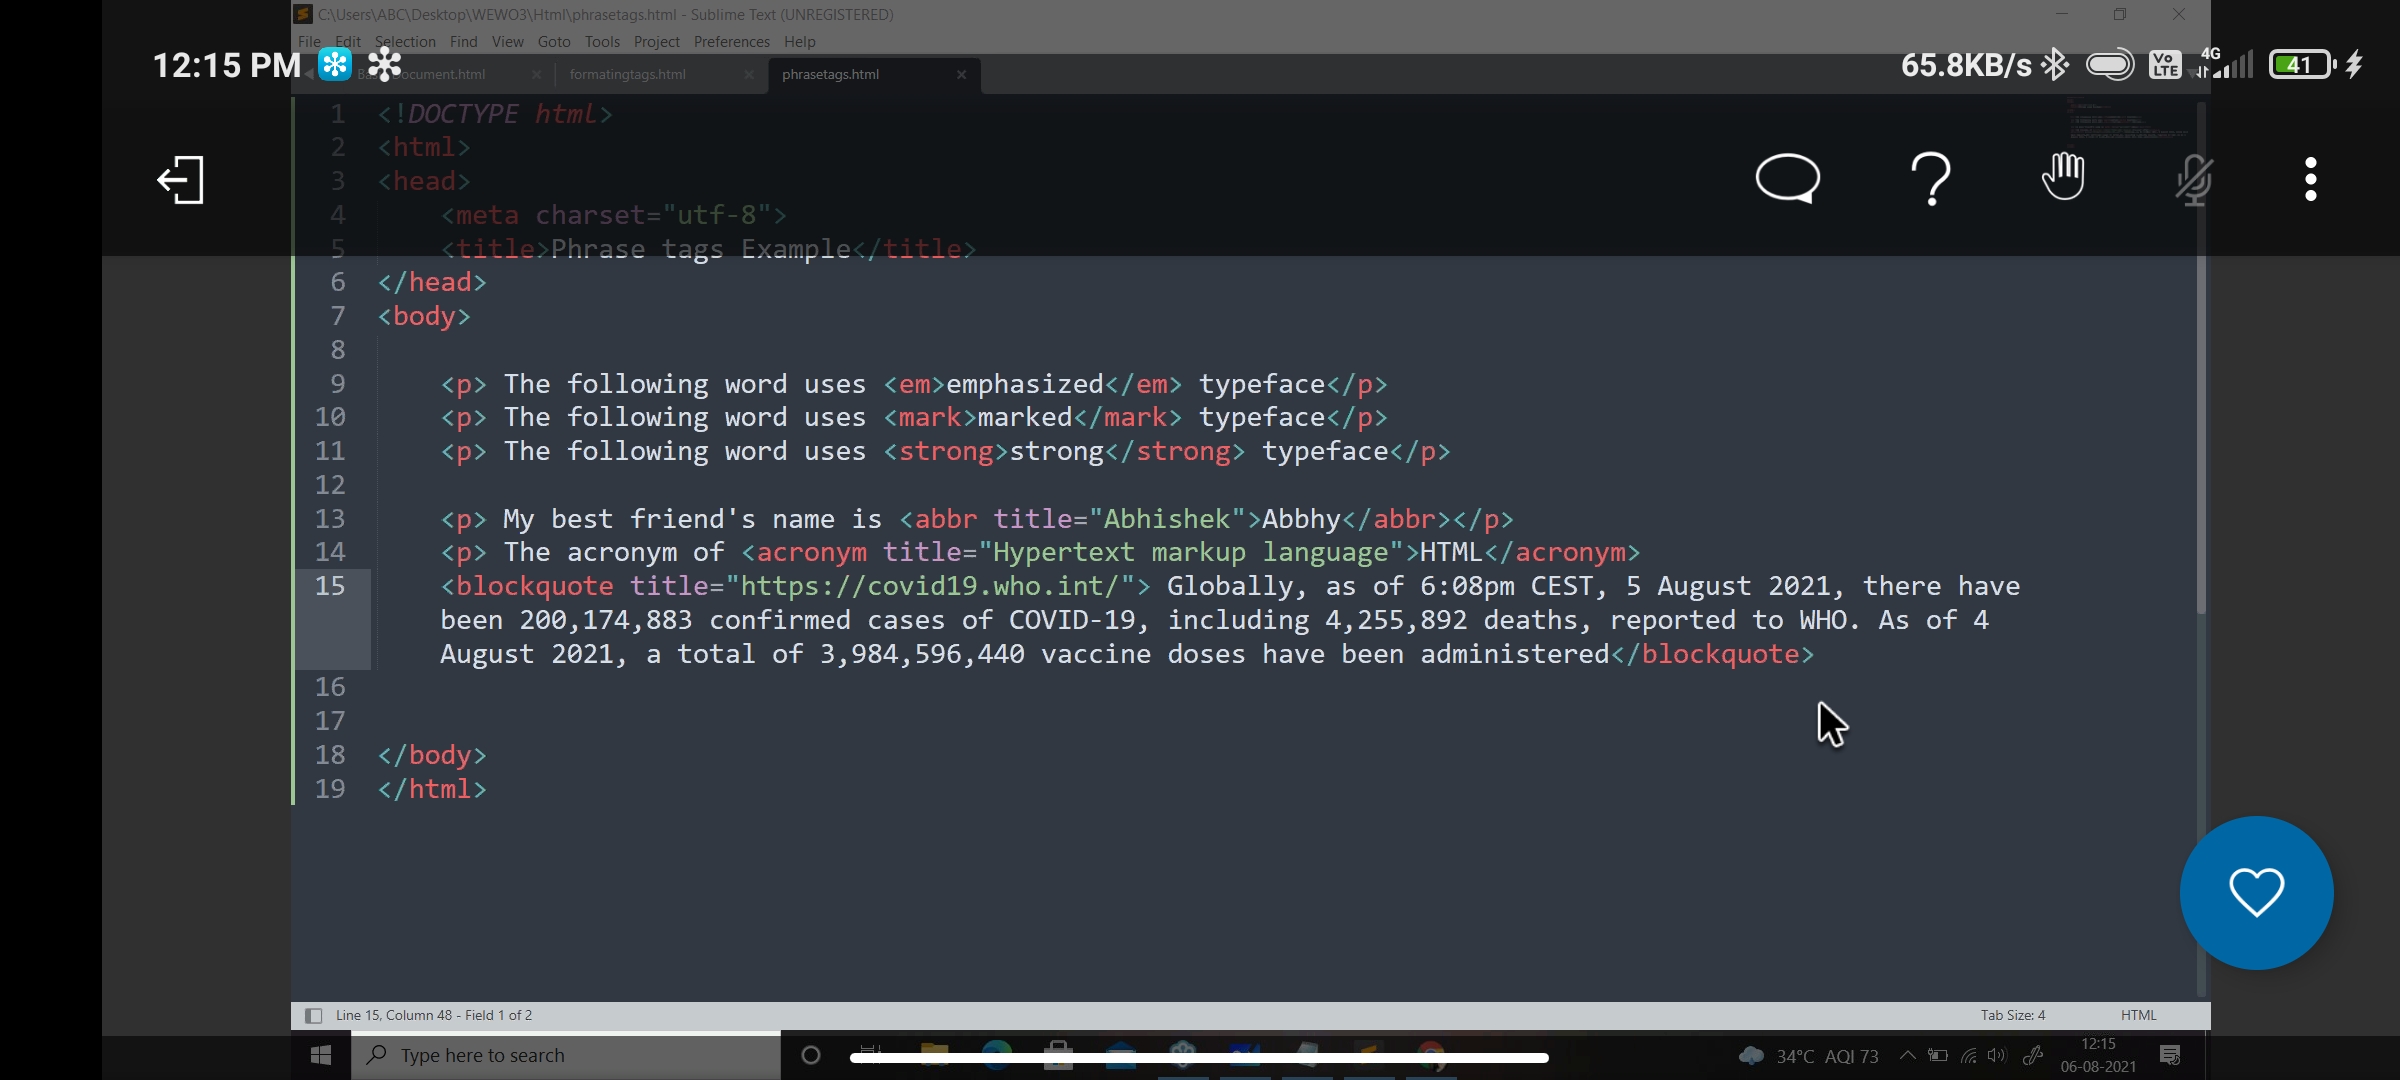 C:\Users\ABC\Desktop\WEWO3\Html\phrasetags.html - Sublime Text (UNREGISTERED)
File Edit Selection Find View Goto Tools Project Preferences Help
12:15 PM
65.8KB/s Vo LTE 4G 41
ocument.html formatingtags.html phrasetags.html
1 <!DOCTYPE html>
2 <html>
3 <head>
4 <meta charset="utf-8">
5 <title>Phrase tags Example</title>
6 </head>
7 <body>
8
9 <p> The following word uses <em>emphasized</em> typeface</p>
10 <p> The following word uses <mark>marked</mark> typeface</p>
11 <p> The following word uses <strong>strong</strong> typeface</p>
12
13 <p> My best friend's name is <abbr title="Abhishek">Abbhy</abbr></p>
14 <p> The acronym of <acronym title="Hypertext markup language">HTML</acronym>
15 <blockquote title="https://covid19.who.int/"> Globally, as of 6:08pm CEST, 5 August 2021, there have
been 200,174,883 confirmed cases of COVID-19, including 4,255,892 deaths, reported to WHO. As of 4
August 2021, a total of 3,984,596,440 vaccine doses have been administered</blockquote>
16
17
18 </body>
19 </html>
Line 15, Column 48 - Field 1 of 2
Tab Size: 4 HTML
Type here to search
34°C AQI 73
12:15
06-08-2021